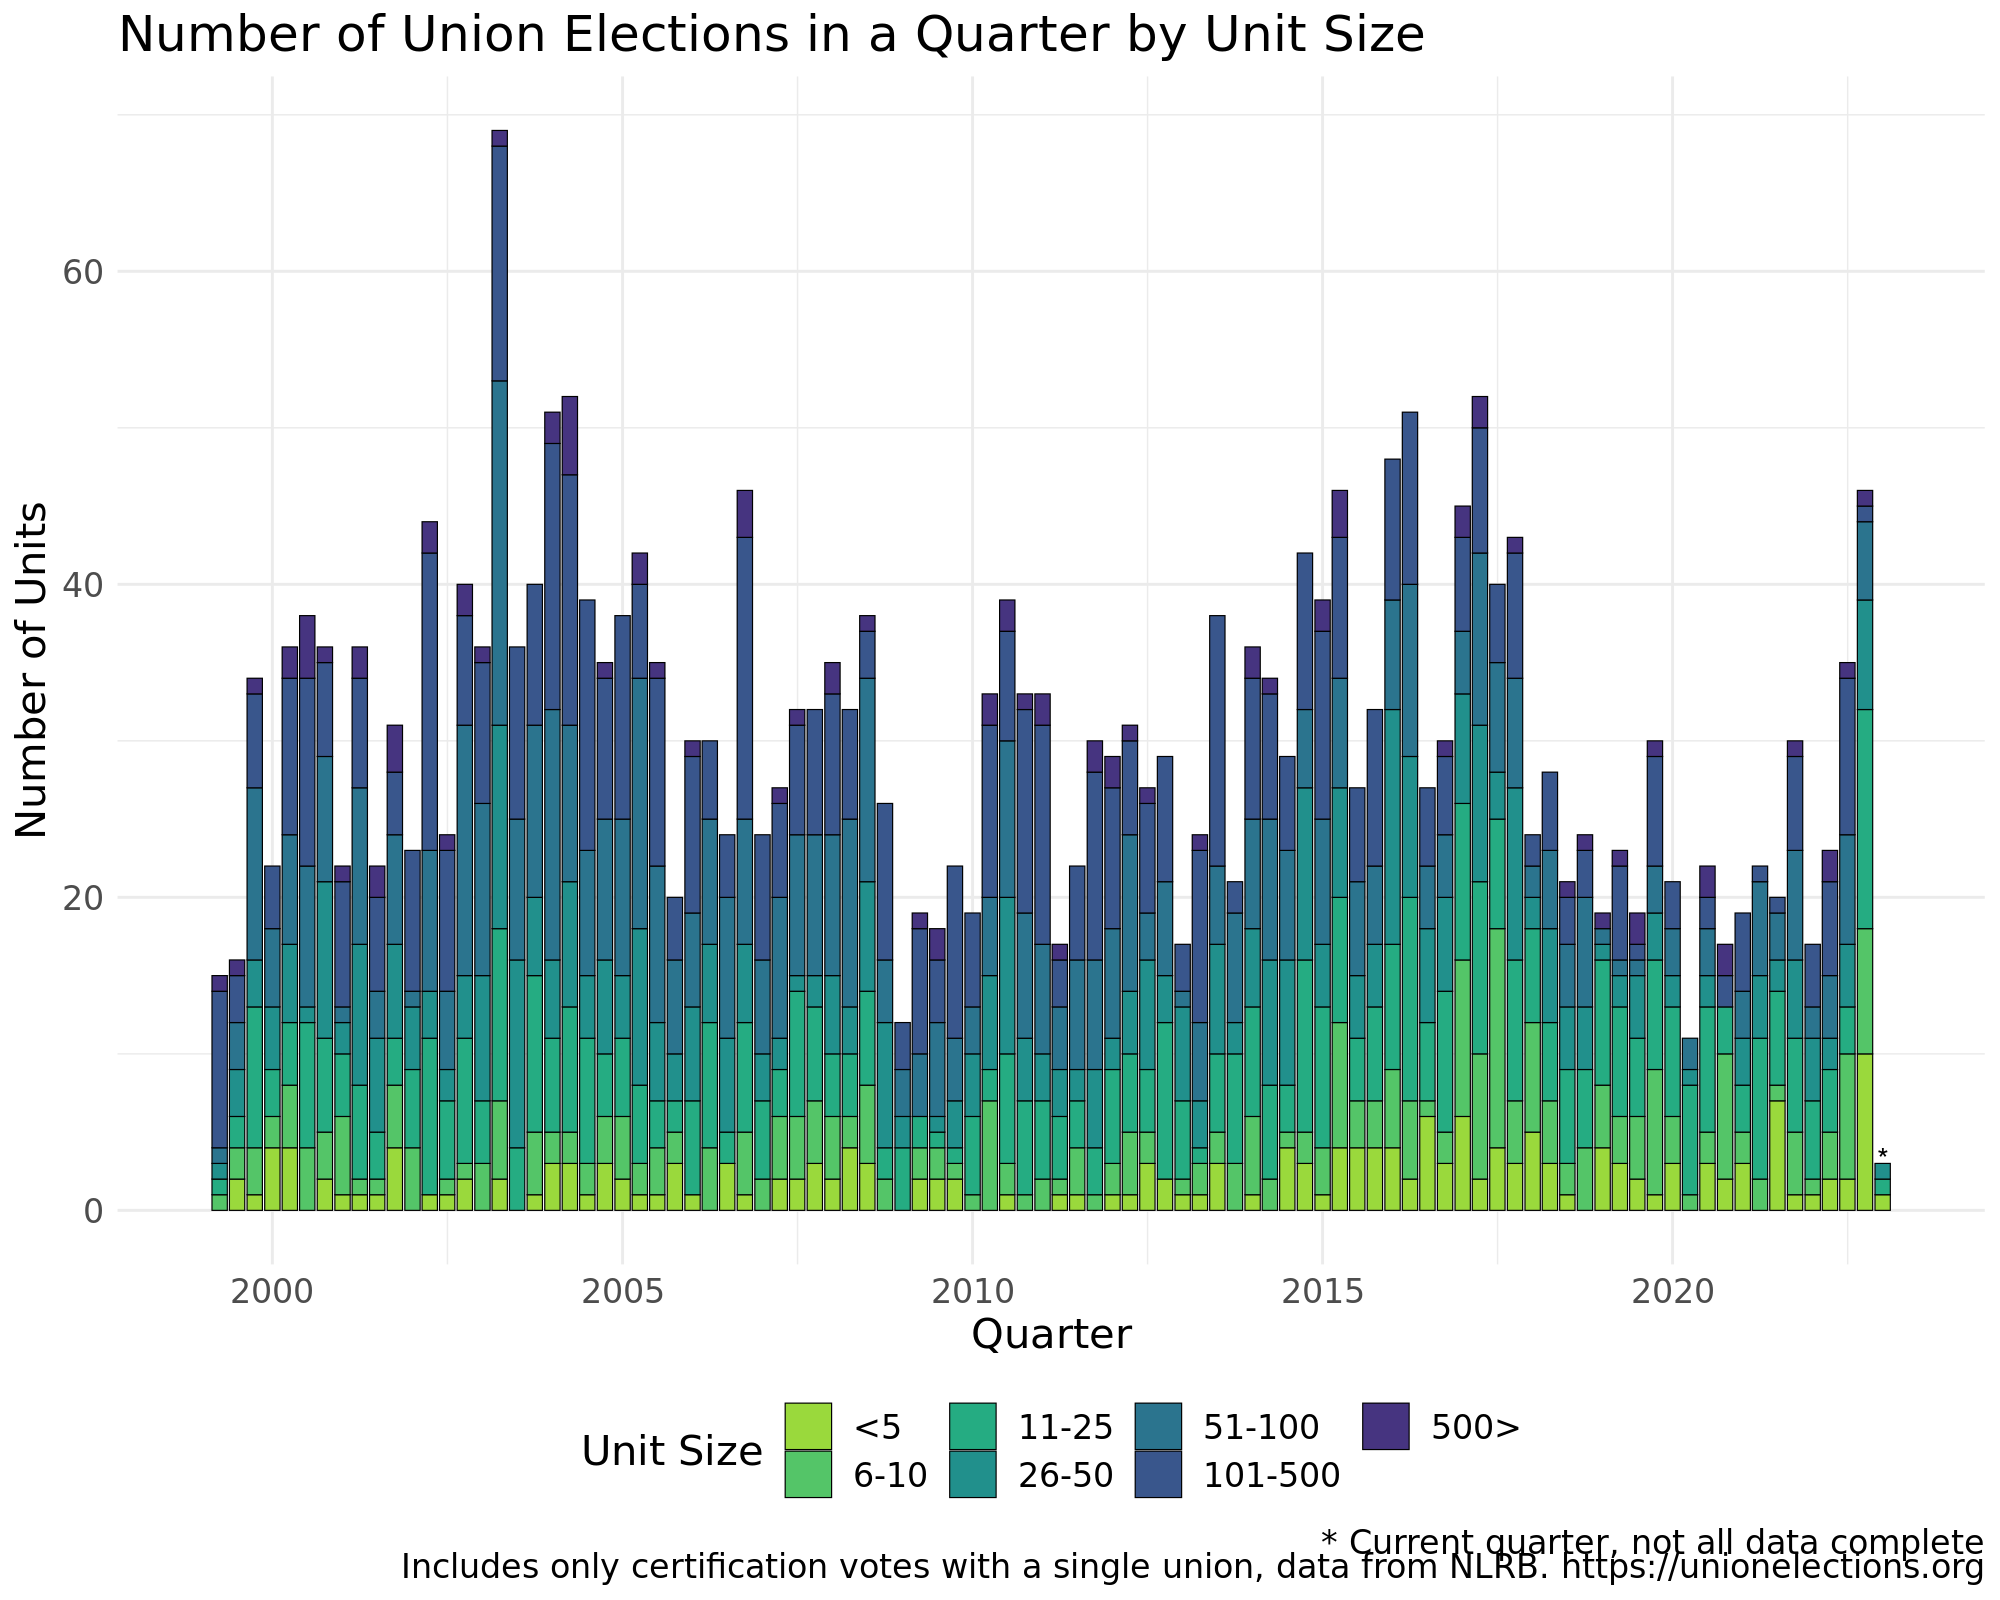 Number of Union Elections in a Quarter by Unit Size
Number of Units
60
40
20
0
*
2000 2005 2010 2015 2020
Quarter
Unit Size
<5 11-25 51-100 500>
6-10 26-50 101-500
* Current quarter, not all data complete
Includes only certification votes with a single union, data from NLRB. https://unionelections.org